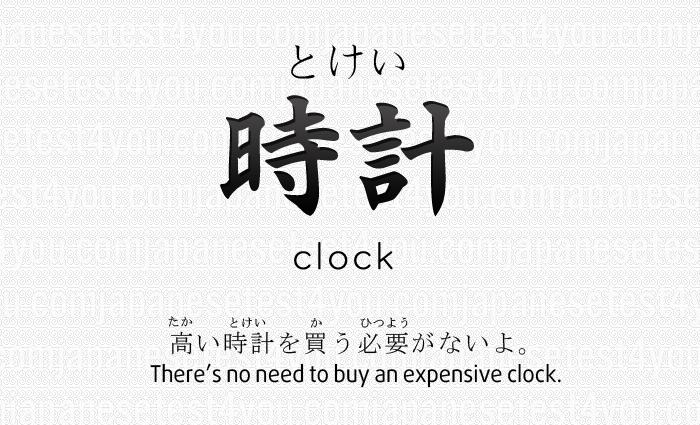 とけい
時計
clock
たか とけい か ひつよう
高い時計を買う必要がないよ。
There's no need to buy an expensive clock.